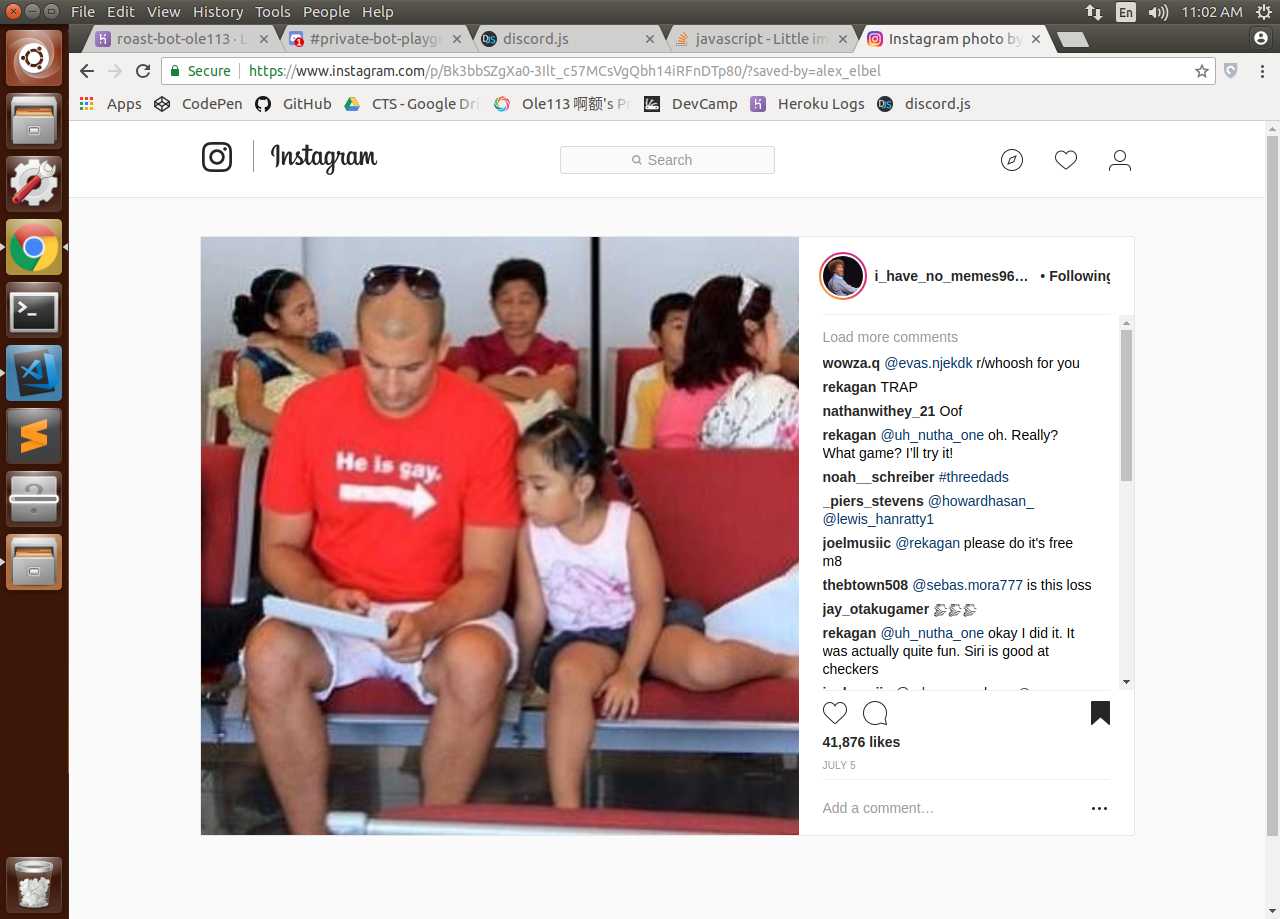 File Edit View History Tools People Help
En 11:02 AM
roast-bot-ole113 · L
#private-bot-playgr
discord.js
javascript - Little im
Instagram photo by
Secure https://www.instagram.com/p/Bk3bbSZgXa0-3Ilt_c57MCsVgQbh14iRFnDTp80/?saved-by=alex_elbel
Apps CodePen GitHub CTS - Google Dri Ole113 啊额's Pr DevCamp Heroku Logs discord.js
Instagram
Search
He is gay.
i_have_no_memes96… • Following
Load more comments
wowza.q @evas.njekdk r/whoosh for you
rekagan TRAP
nathanwithey_21 Oof
rekagan @uh_nutha_one oh. Really?
What game? I'll try it!
noah__schreiber #threedads
_piers_stevens @howardhasan_
@lewis_hanratty1
joelmusiic @rekagan please do it's free
m8
thebtown508 @sebas.mora777 is this loss
jay_otakugamer
rekagan @uh_nutha_one okay I did it. It
was actually quite fun. Siri is good at
checkers
41,876 likes
JULY 5
Add a comment…